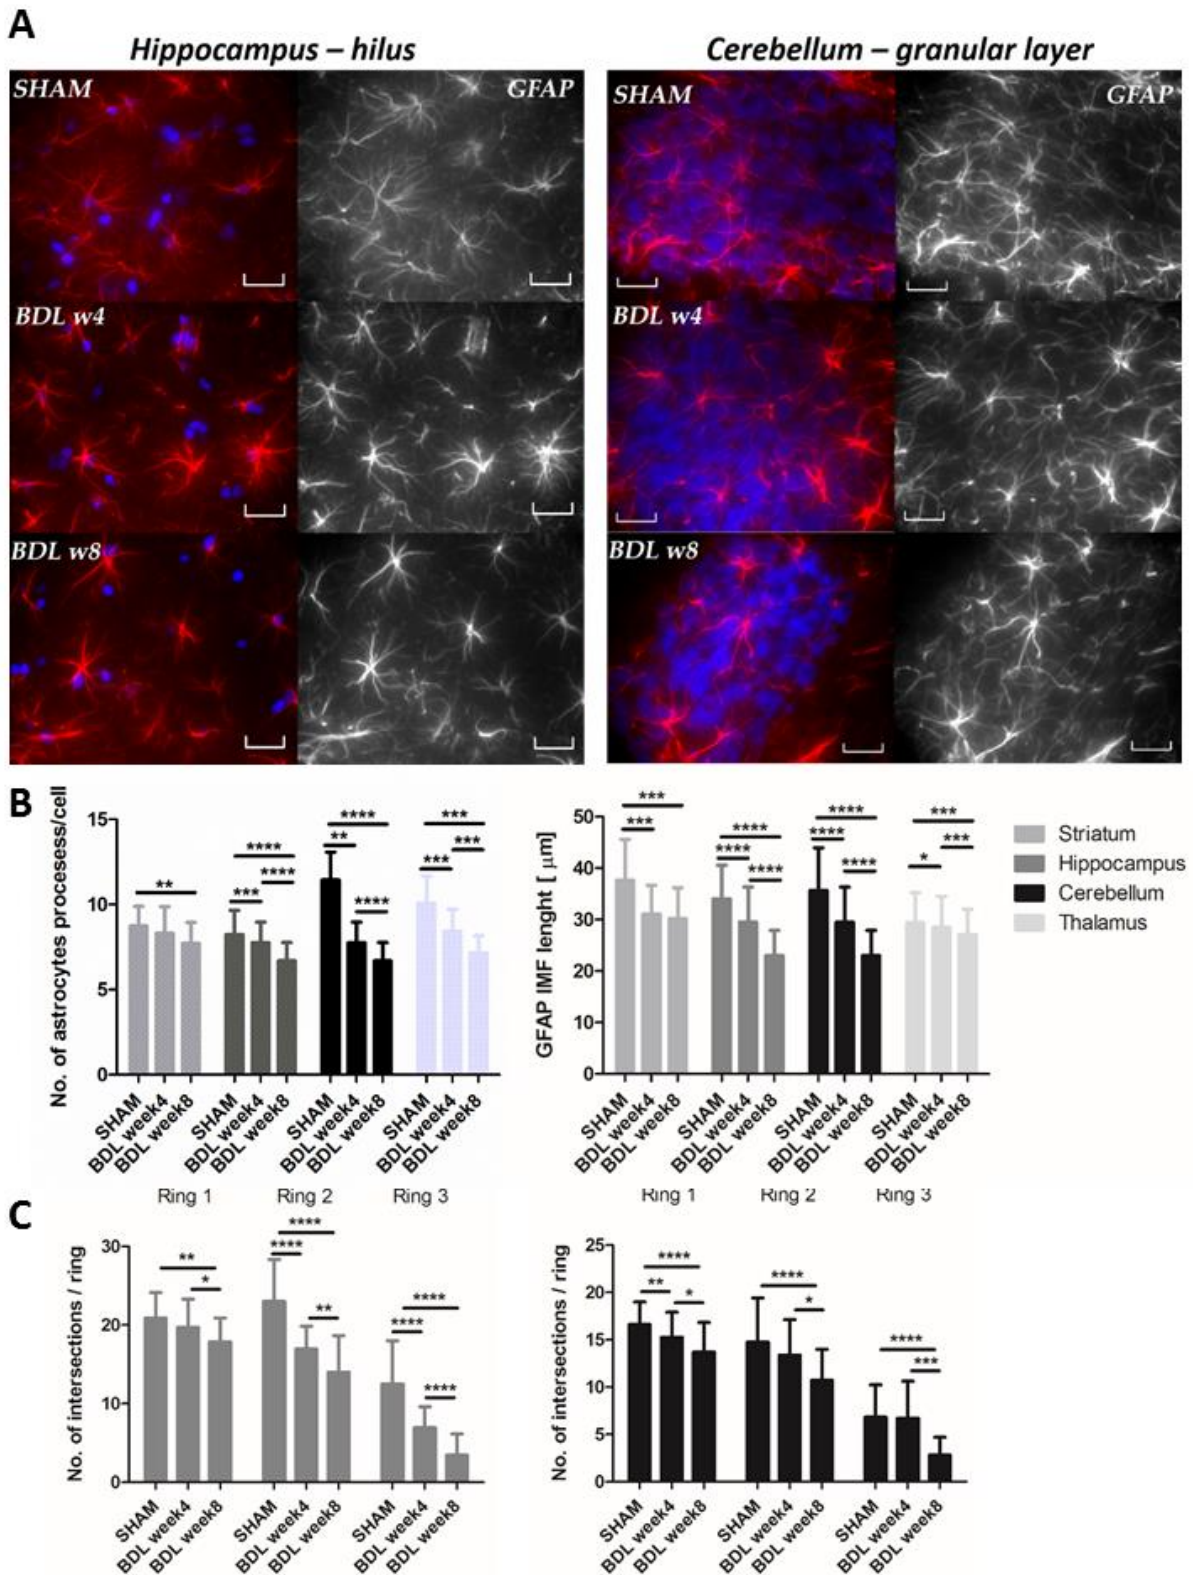 A
Hippocampus – hilus
Cerebellum – granular layer
SHAM
GFAP
SHAM
GFAP
BDL w4
BDL w4
BDL w8
BDL w8
B
No. of astrocytes procesess/cell
15
10
5
0
**
***
****
****
**
****
****
***
***
***
SHAM
BDL week4
BDL week8
SHAM
BDL week4
BDL week8
SHAM
BDL week4
BDL week8
SHAM
BDL week4
BDL week8
GFAP IMF lenght [ µm]
50
40
30
20
10
0
***
***
****
****
****
****
****
****
***
*
***
SHAM
BDL week4
BDL week8
SHAM
BDL week4
BDL week8
SHAM
BDL week4
BDL week8
SHAM
BDL week4
BDL week8
Striatum
Hippocampus
Cerebellum
Thalamus
C
Ring 1
Ring 2
Ring 3
No. of intersections / ring
30
20
10
0
**
*
****
****
**
****
****
****
SHAM
BDL week4
BDL week8
SHAM
BDL week4
BDL week8
SHAM
BDL week4
BDL week8
Ring 1
Ring 2
Ring 3
No. of intersections / ring
25
20
15
10
5
0
****
**
*
****
*
****
***
SHAM
BDL week4
BDL week8
SHAM
BDL week4
BDL week8
SHAM
BDL week4
BDL week8